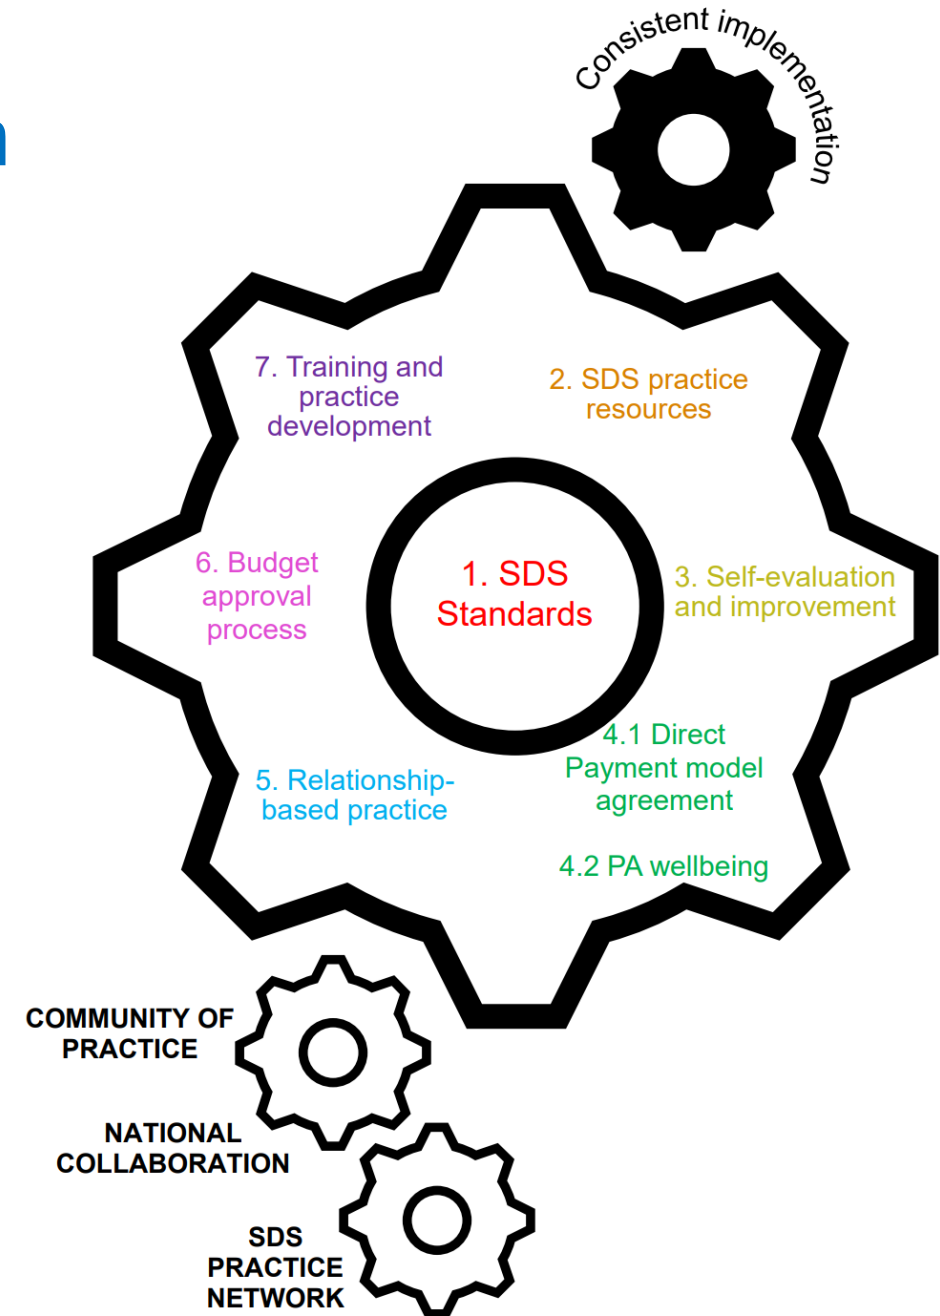 Consistent implementation
7. Training and
practice
development
2. SDS practice
resources
6. Budget
approval
process
1. SDS
Standards
3. Self-evaluation
and improvement
5. Relationship-
based practice
4.1 Direct
Payment model
agreement
4.2 PA wellbeing
COMMUNITY OF
PRACTICE
NATIONAL
COLLABORATION
SDS
PRACTICE
NETWORK